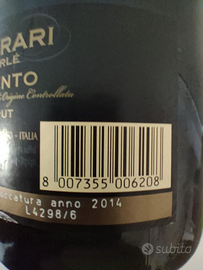 RARI
RLÉ
NTO
Origine Controllata
UT
- ITALIA
8 007355 006208
ccatura anno 2014
L4298/6
subito